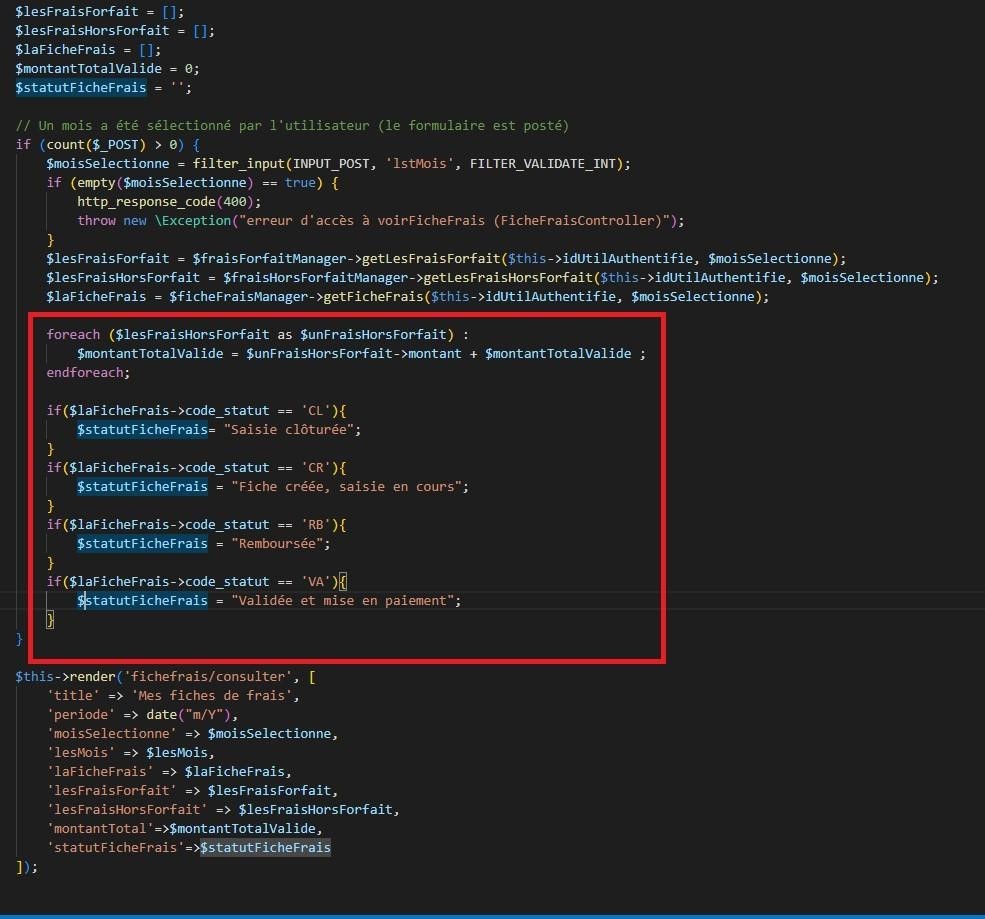 $lesFraisForfait = [];
$lesFraisHorsForfait = [];
$laFicheFrais = [];
$montantTotalValide = 0;
$statutFicheFrais = '';
// Un mois a été sélectionné par l'utilisateur (le formulaire est posté)
if (count($_POST) > 0) {
$moisSelectionne = filter_input(INPUT_POST, 'lstMois', FILTER_VALIDATE_INT);
if (empty($moisSelectionne) == true) {
http_response_code(400);
throw new \Exception("erreur d'accès à voirFicheFrais (FicheFraisController)");
}
$lesFraisForfait = $fraisForfaitManager->getLesFraisForfait($this->idUtilAuthentifie, $moisSelectionne);
$lesFraisHorsForfait = $fraisHorsForfaitManager->getLesFraisHorsForfait($this->idUtilAuthentifie, $moisSelectionne);
$laFicheFrais = $ficheFraisManager->getFicheFrais($this->idUtilAuthentifie, $moisSelectionne);
foreach ($lesFraisHorsForfait as $unFraisHorsForfait) :
$montantTotalValide = $unFraisHorsForfait->montant + $montantTotalValide ;
endforeach;
if($laFicheFrais->code_statut == 'CL'){
$statutFicheFrais= "Saisie clôturée";
}
if($laFicheFrais->code_statut == 'CR'){
$statutFicheFrais = "Fiche créée, saisie en cours";
}
if($laFicheFrais->code_statut == 'RB'){
$statutFicheFrais = "Remboursée";
}
if($laFicheFrais->code_statut == 'VA'){
$statutFicheFrais = "Validée et mise en paiement";
}
}
$this->render('fichefrais/consulter', [
'title' => 'Mes fiches de frais',
'periode' => date("m/Y"),
'moisSelectionne' => $moisSelectionne,
'lesMois' => $lesMois,
'laFicheFrais' => $laFicheFrais,
'lesFraisForfait' => $lesFraisForfait,
'lesFraisHorsForfait' => $lesFraisHorsForfait,
'montantTotal'=>$montantTotalValide,
'statutFicheFrais'=>$statutFicheFrais
]);